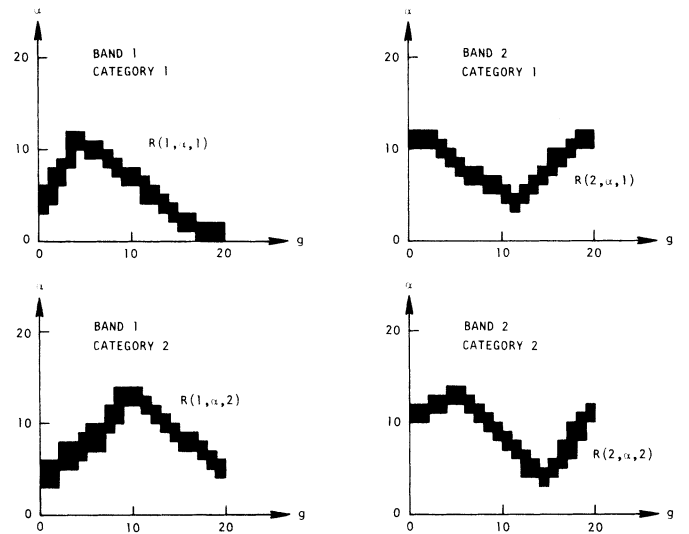 α
20
BAND 1
CATEGORY 1
R(1,α,1)
10
0
0
10
20
g
α
20
BAND 2
CATEGORY 1
10
R(2,α,1)
0
0
10
20
g
α
20
BAND 1
CATEGORY 2
R(1,α,2)
10
0
0
10
20
g
α
20
BAND 2
CATEGORY 2
10
R(2,α,2)
0
0
10
20
g